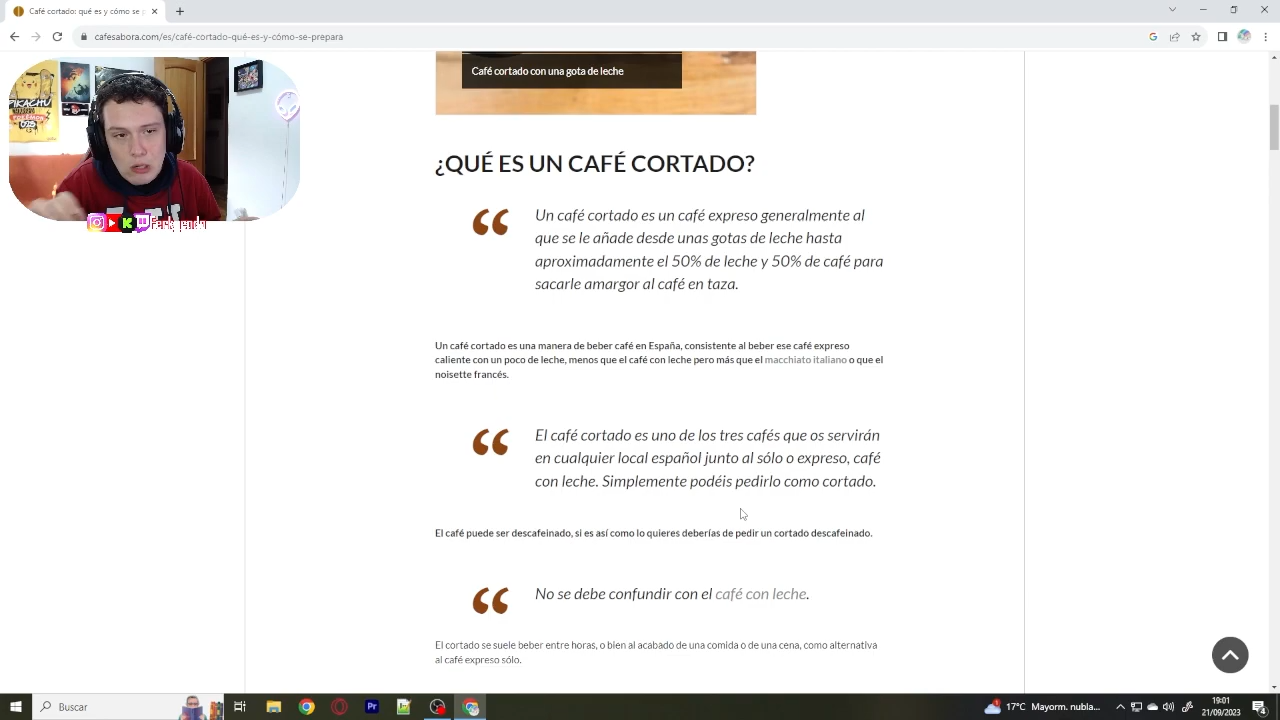 Café cortado: qué es y cómo se
cafesabora.com/es/café-cortado-qué-es-y-cómo-se-prepara
PIKACHU
Café cortado con una gota de leche
¿QUÉ ES UN CAFÉ CORTADO?
Un café cortado es un café expreso generalmente al
que se le añade desde unas gotas de leche hasta
aproximadamente el 50% de leche y 50% de café para
sacarle amargor al café en taza.
Un café cortado es una manera de beber café en España, consistente al beber ese café expreso
caliente con un poco de leche, menos que el café con leche pero más que el macchiato italiano o que el
noisette francés.
El café cortado es uno de los tres cafés que os servirán
en cualquier local español junto al sólo o expreso, café
con leche. Simplemente podéis pedirlo como cortado.
El café puede ser descafeinado, si es así como lo quieres deberías de pedir un cortado descafeinado.
No se debe confundir con el café con leche.
El cortado se suele beber entre horas, o bien al acabado de una comida o de una cena, como alternativa
al café expreso sólo.
Buscar
17°C Mayorm. nubla...
19:01
21/09/2023